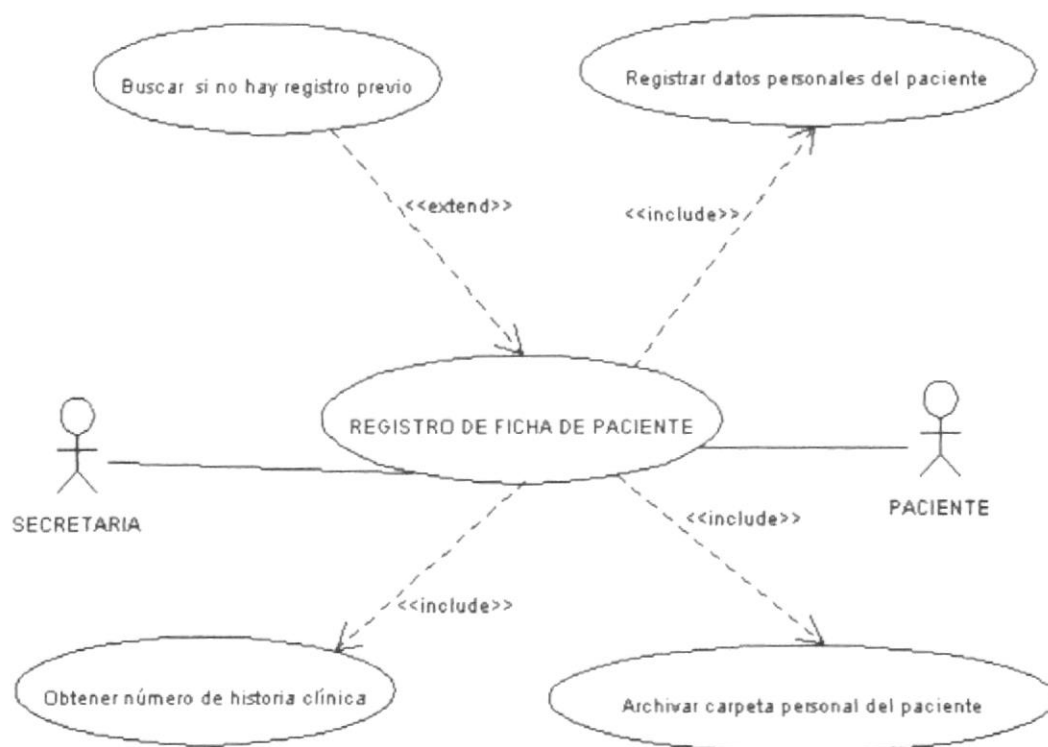 Buscar si no hay registro previo
Registrar datos personales del paciente
<<extend>>
<<include>>
REGISTRO DE FICHA DE PACIENTE
SECRETARIA
PACIENTE
<<include>>
<<include>>
Obtener número de historia clínica
Archivar carpeta personal del paciente